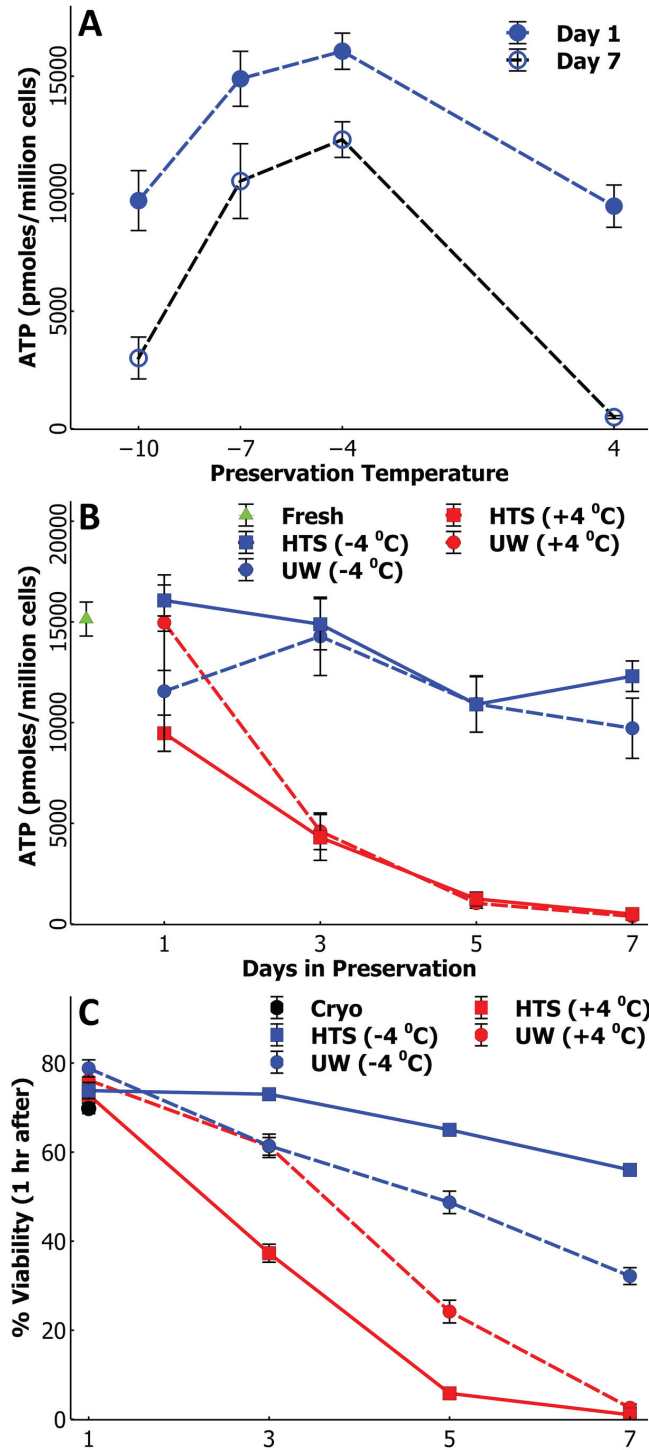 A
Day 1
Day 7
ATP (pmoles/million cells)
15000
10000
5000
0
−10
−7
−4
4
Preservation Temperature
B
Fresh
HTS (-4 ⁰C)
UW (-4 ⁰C)
HTS (+4 ⁰C)
UW (+4 ⁰C)
ATP (pmoles/million cells)
20000
15000
10000
5000
0
1
3
5
7
Days in Preservation
C
Cryo
HTS (-4 ⁰C)
UW (-4 ⁰C)
HTS (+4 ⁰C)
UW (+4 ⁰C)
% Viability (1 hr after)
80
60
40
20
0
1
3
5
7